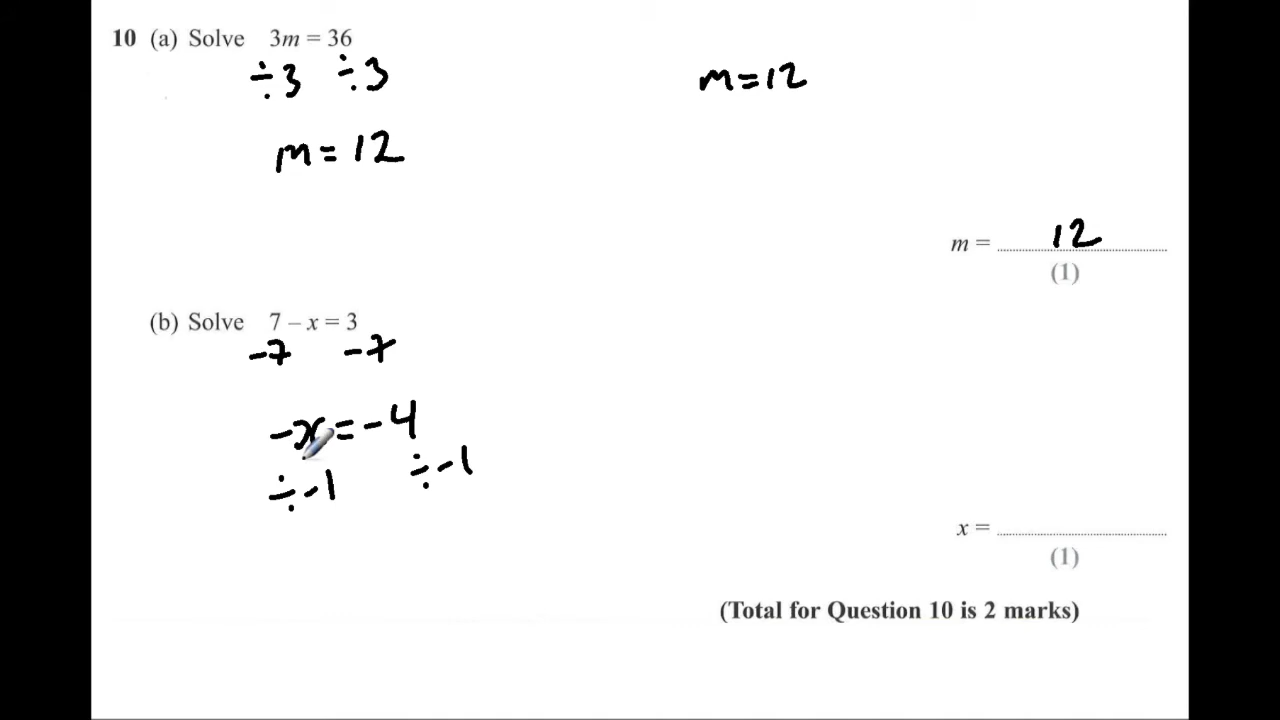 10 (a) Solve 3m = 36
÷3 ÷3
m=12
m = 12
m = 12
(1)
(b) Solve 7 – x = 3
-7 -7
-x = -4
÷-1 ÷-1
x = ........................................
(1)
(Total for Question 10 is 2 marks)